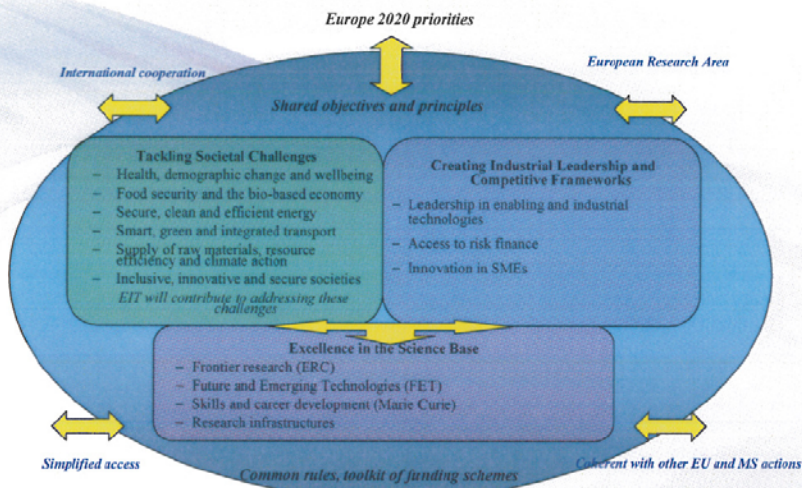 Europe 2020 priorities
International cooperation
European Research Area
Shared objectives and principles
Tackling Societal Challenges
– Health, demographic change and wellbeing
– Food security and the bio-based economy
– Secure, clean and efficient energy
– Smart, green and integrated transport
– Supply of raw materials, resource
efficiency and climate action
– Inclusive, innovative and secure societies
EIT will contribute to addressing these
challenges
Creating Industrial Leadership and
Competitive Frameworks
– Leadership in enabling and industrial
technologies
– Access to risk finance
– Innovation in SMEs
Excellence in the Science Base
– Frontier research (ERC)
– Future and Emerging Technologies (FET)
– Skills and career development (Marie Curie)
– Research infrastructures
Simplified access
Coherent with other EU and MS actions
Common rules, toolkit of funding schemes